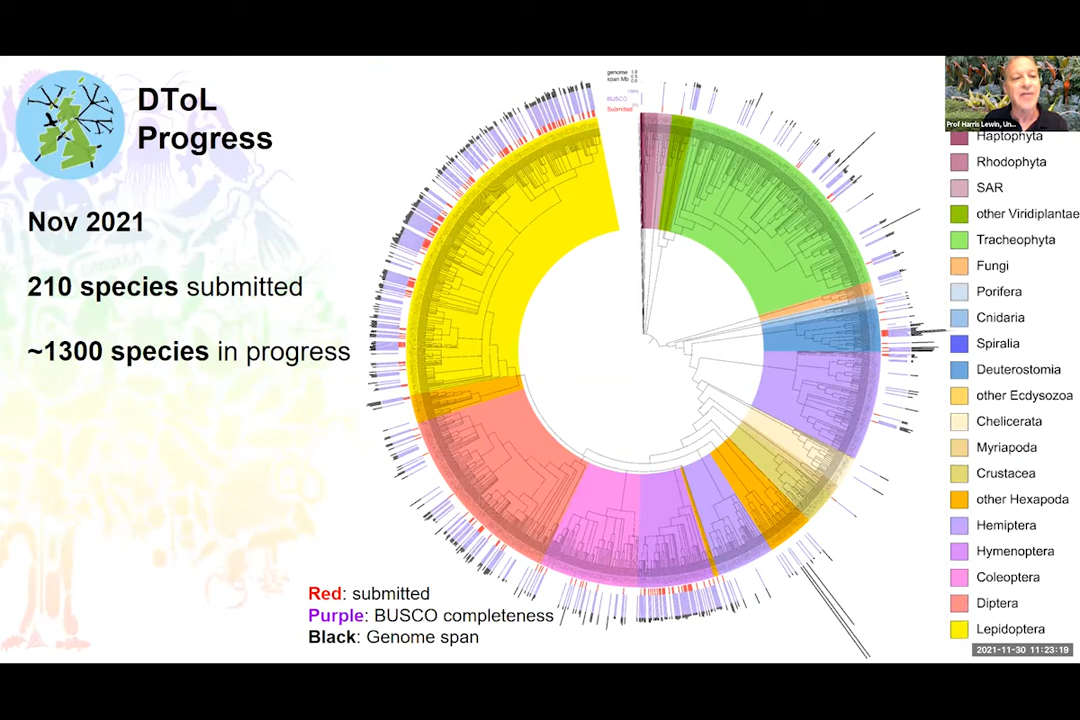 DToL
Progress
Nov 2021
210 species submitted
~1300 species in progress
Red: submitted
Purple: BUSCO completeness
Black: Genome span
genome
span Mb
BUSCO
Submitted
Prof Harris Lewin, Un...
Haptophyta
Rhodophyta
SAR
other Viridiplantae
Tracheophyta
Fungi
Porifera
Cnidaria
Spiralia
Deuterostomia
other Ecdysozoa
Chelicerata
Myriapoda
Crustacea
other Hexapoda
Hemiptera
Hymenoptera
Coleoptera
Diptera
Lepidoptera
2021-11-30 11:23:19